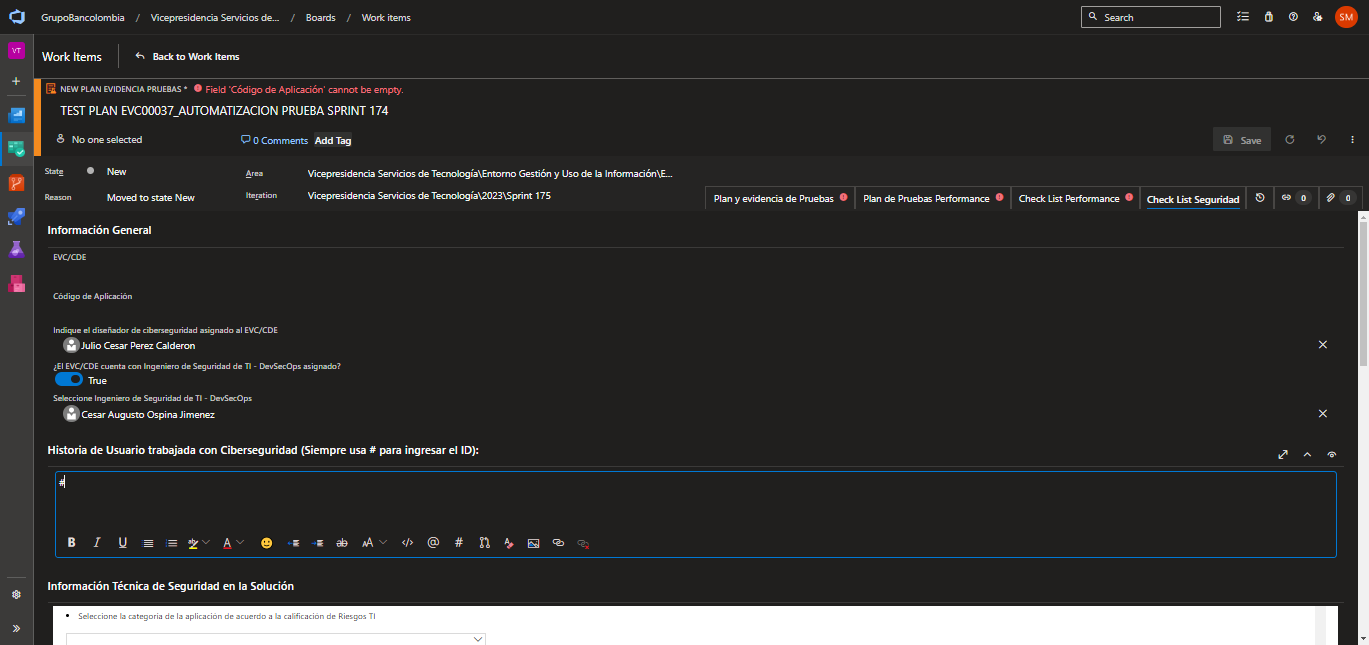 GrupoBancolombia / Vicepresidencia Servicios de... / Boards / Work items
Search
SM
VT
Work Items
Back to Work Items
NEW PLAN EVIDENCIA PRUEBAS * Field 'Código de Aplicación' cannot be empty.
TEST PLAN EVC00037_AUTOMATIZACION PRUEBA SPRINT 174
No one selected
0 Comments
Add Tag
Save
State
New
Area
Vicepresidencia Servicios de Tecnología\Entorno Gestión y Uso de la Información\E...
Reason
Moved to state New
Iteration
Vicepresidencia Servicios de Tecnología\2023\Sprint 175
Plan y evidencia de Pruebas
Plan de Pruebas Performance
Check List Performance
Check List Seguridad
0
0
Información General
EVC/CDE
Código de Aplicación
Indique el diseñador de ciberseguridad asignado al EVC/CDE
Julio Cesar Perez Calderon
¿El EVC/CDE cuenta con Ingeniero de Seguridad de TI - DevSecOps asignado?
True
Seleccione Ingeniero de Seguridad de TI - DevSecOps
Cesar Augusto Ospina Jimenez
Historia de Usuario trabajada con Ciberseguridad (Siempre usa # para ingresar el ID):
#
B I U ab A ab AA </> @ # A
Información Técnica de Seguridad en la Solución
• Seleccione la categoria de la aplicación de acuerdo a la calificación de Riesgos TI